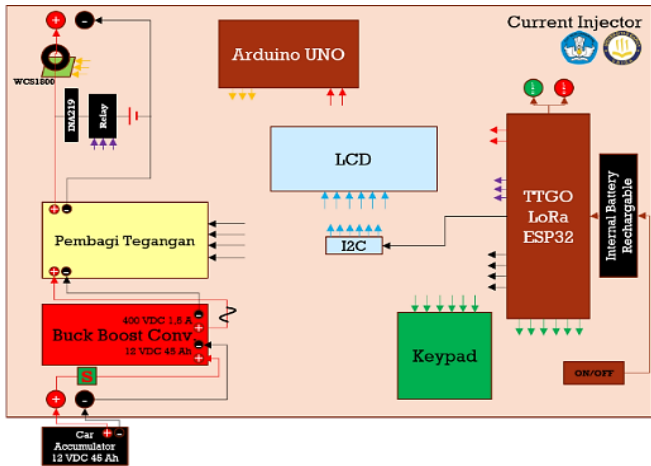 Current Injector
WCS1800
INA219
Relay
Arduino UNO
LCD
I2C
TTGO
LoRa
ESP32
Internal Battery
Rechargable
Pembagi Tegangan
400 VDC 1,5 A
Buck Boost Conv
12 VDC 45 Ah
S
Keypad
ON/OFF
Car
Accumulator
12 VDC 45 Ah